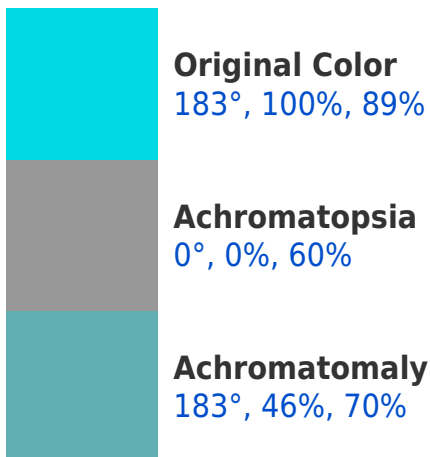 Original Color
183°, 100%, 89%
Achromatopsia
0°, 0%, 60%
Achromatomaly
183°, 46%, 70%